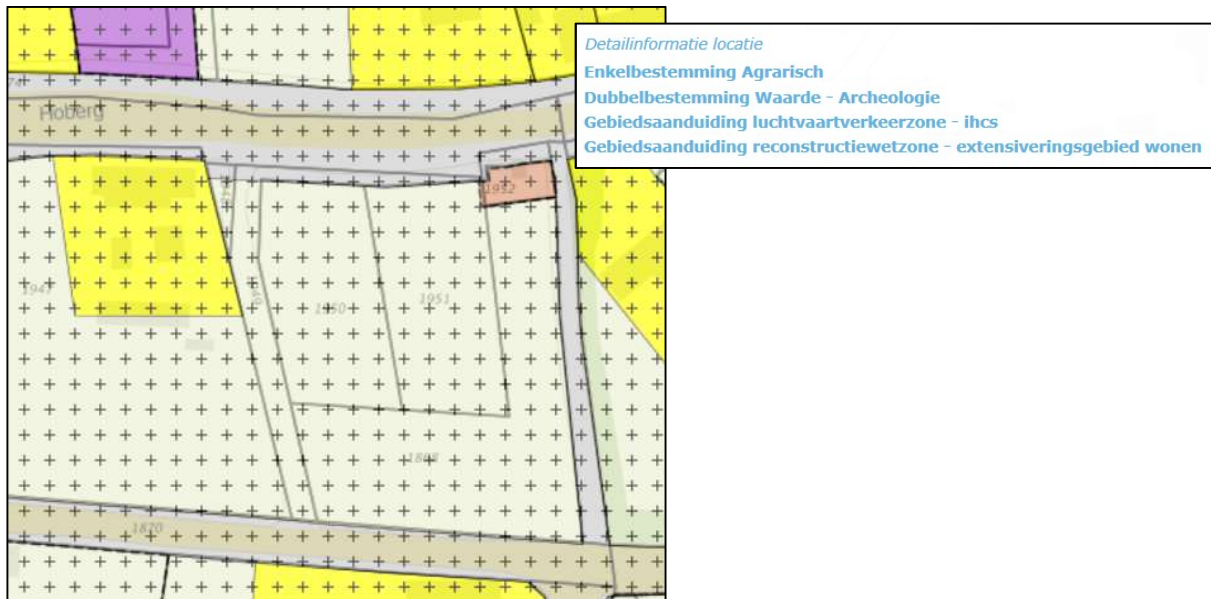 Detailinformatie locatie
Enkelbestemming Agrarisch
Dubbelbestemming Waarde - Archeologie
Gebiedsaanduiding luchtvaartverkeerzone - ihcs
Gebiedsaanduiding reconstructiewetzone - extensiveringsgebied wonen
Hoberg
1952
1947
1950
1951
1870